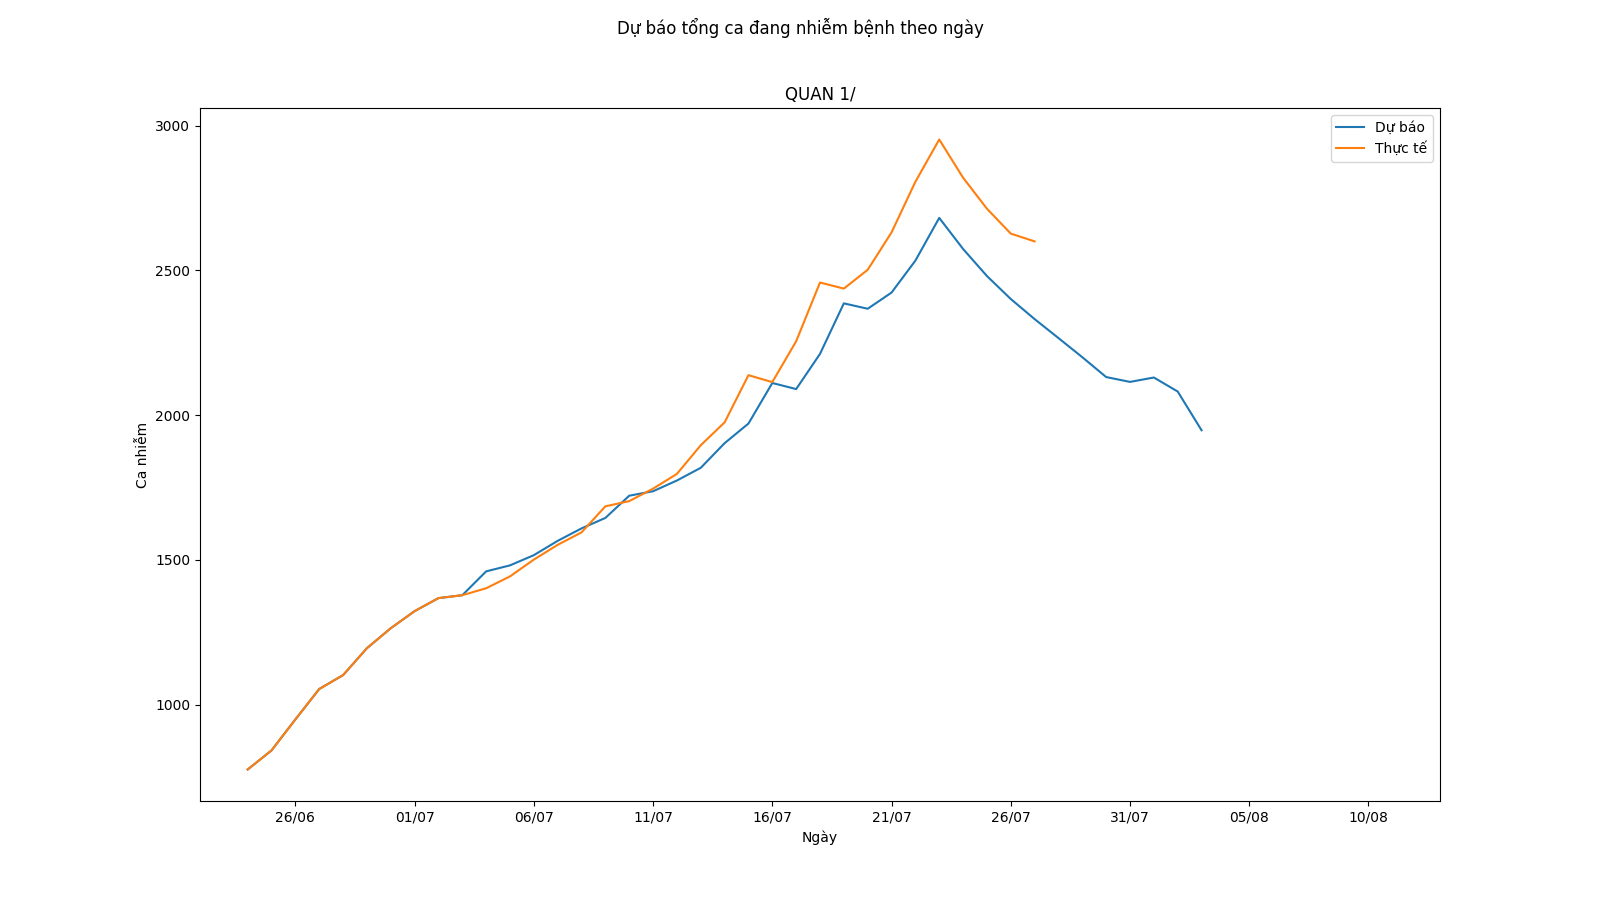 Dự báo tổng ca đang nhiễm bệnh theo ngày
QUAN 1/
Dự báo
Thực tế
3000
2500
2000
1500
1000
Ca nhiễm
26/06
01/07
06/07
11/07
16/07
21/07
26/07
31/07
05/08
10/08
Ngày